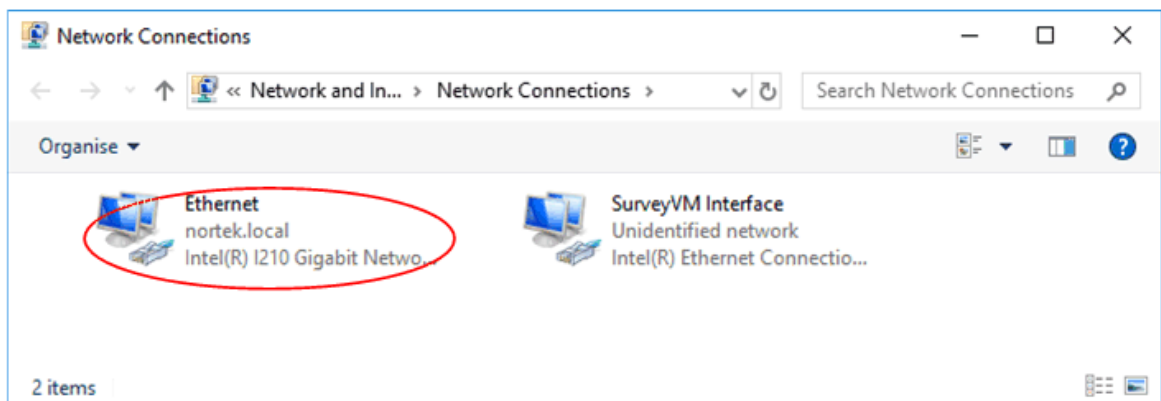 Network Connections
« Network and In... › Network Connections ›
Search Network Connections
Organise
?
Ethernet
nortek.local
Intel(R) I210 Gigabit Netwo...
SurveyVM Interface
Unidentified network
Intel(R) Ethernet Connectio...
2 items